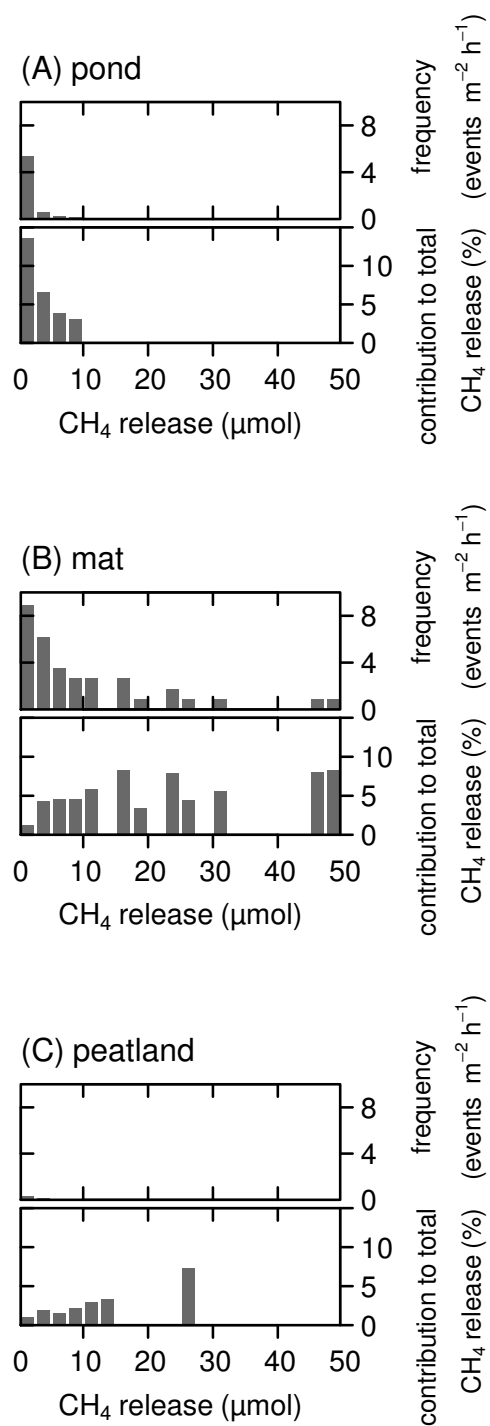 (A) pond
8
4
0
frequency
(events m⁻² h⁻¹)
10
5
0
contribution to total
CH₄ release (%)
0 10 20 30 40 50
CH₄ release (μmol)
(B) mat
8
4
0
frequency
(events m⁻² h⁻¹)
10
5
0
contribution to total
CH₄ release (%)
0 10 20 30 40 50
CH₄ release (μmol)
(C) peatland
8
4
0
frequency
(events m⁻² h⁻¹)
10
5
0
contribution to total
CH₄ release (%)
0 10 20 30 40 50
CH₄ release (μmol)